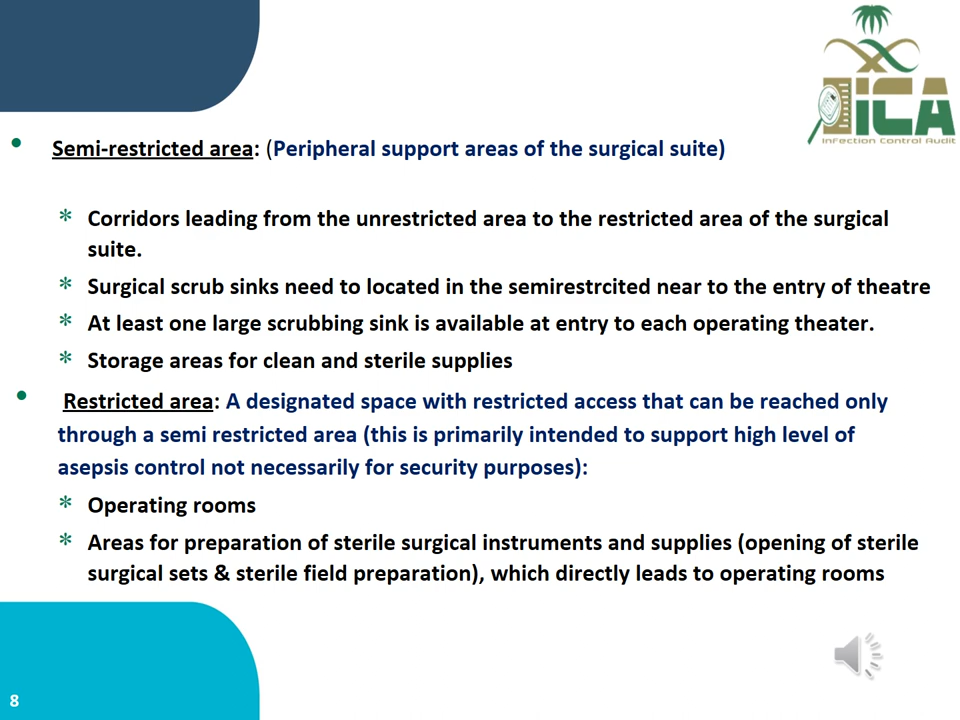 iCA
Infection Control Audit
• Semi-restricted area: (Peripheral support areas of the surgical suite)
* Corridors leading from the unrestricted area to the restricted area of the surgical
suite.
* Surgical scrub sinks need to located in the semirestrcited near to the entry of theatre
* At least one large scrubbing sink is available at entry to each operating theater.
* Storage areas for clean and sterile supplies
• Restricted area: A designated space with restricted access that can be reached only
through a semi restricted area (this is primarily intended to support high level of
asepsis control not necessarily for security purposes):
* Operating rooms
* Areas for preparation of sterile surgical instruments and supplies (opening of sterile
surgical sets & sterile field preparation), which directly leads to operating rooms
8